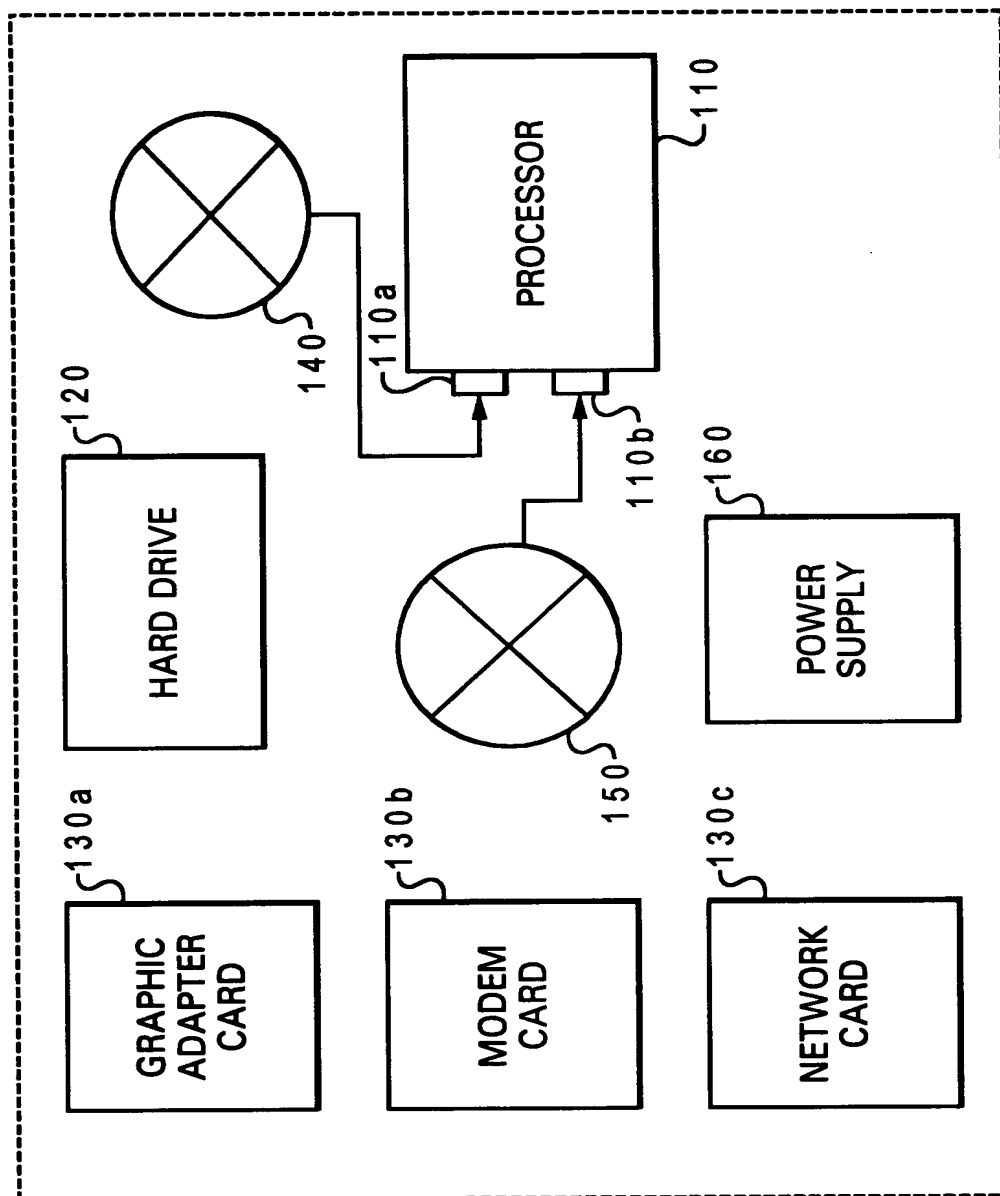 GRAPHIC
ADAPTER
CARD
130a
HARD DRIVE
120
140
MODEM
CARD
130b
150
110a
110b
PROCESSOR
110
NETWORK
CARD
130c
POWER
SUPPLY
160